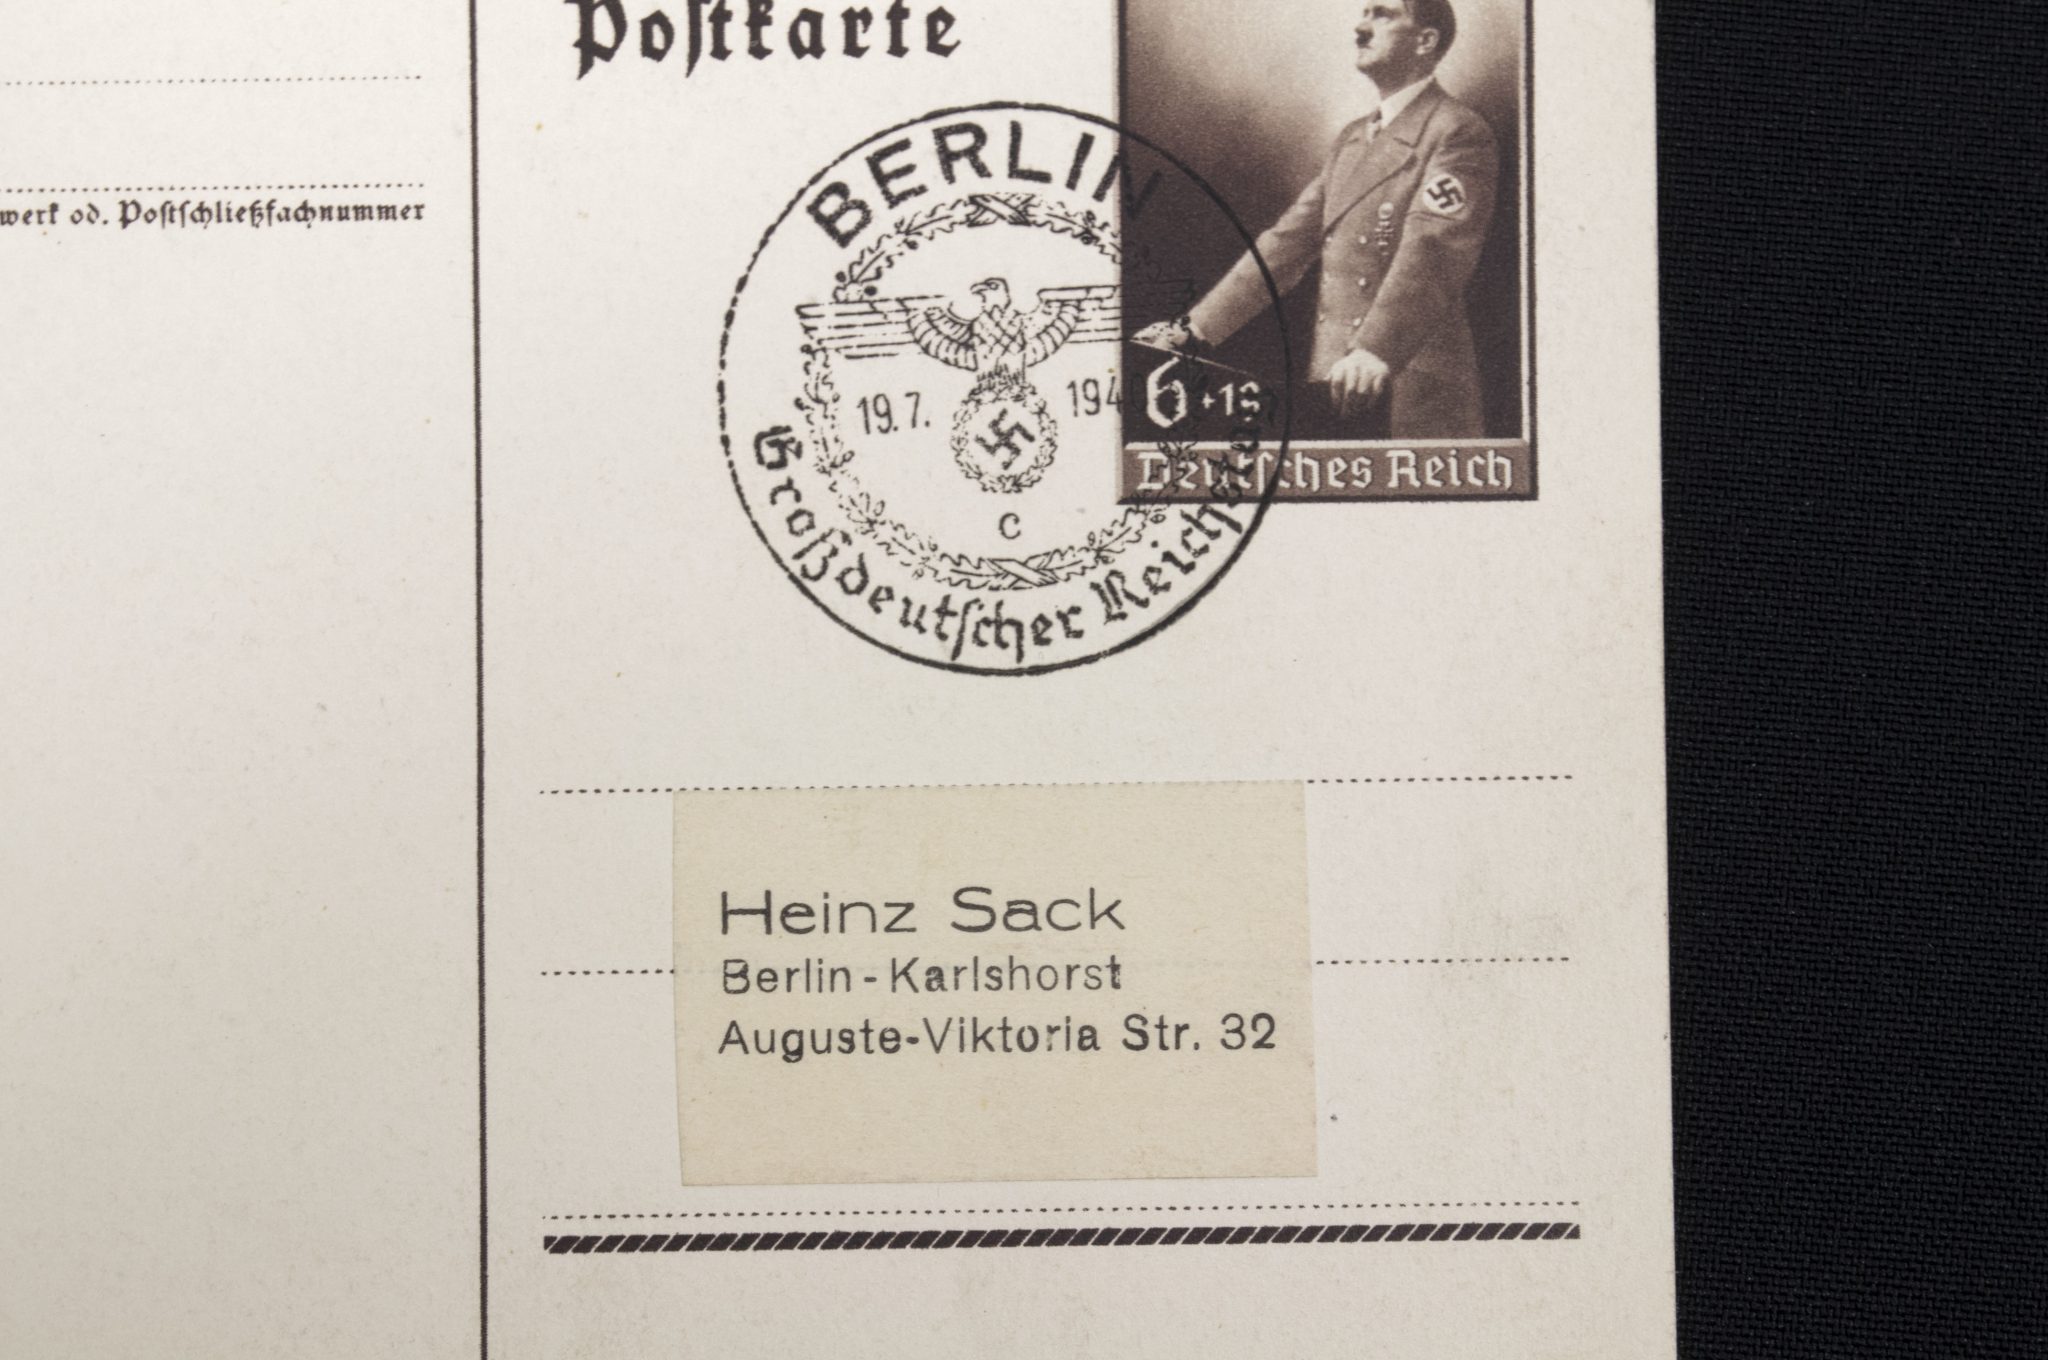 Postkarte
werk od. Postschließfachnummer
BERLIN
19.7. 1940
C
Großdeutscher Reichstag
6 + 19
Deutsches Reich
Heinz Sack
Berlin-Karlshorst
Auguste-Viktoria Str. 32